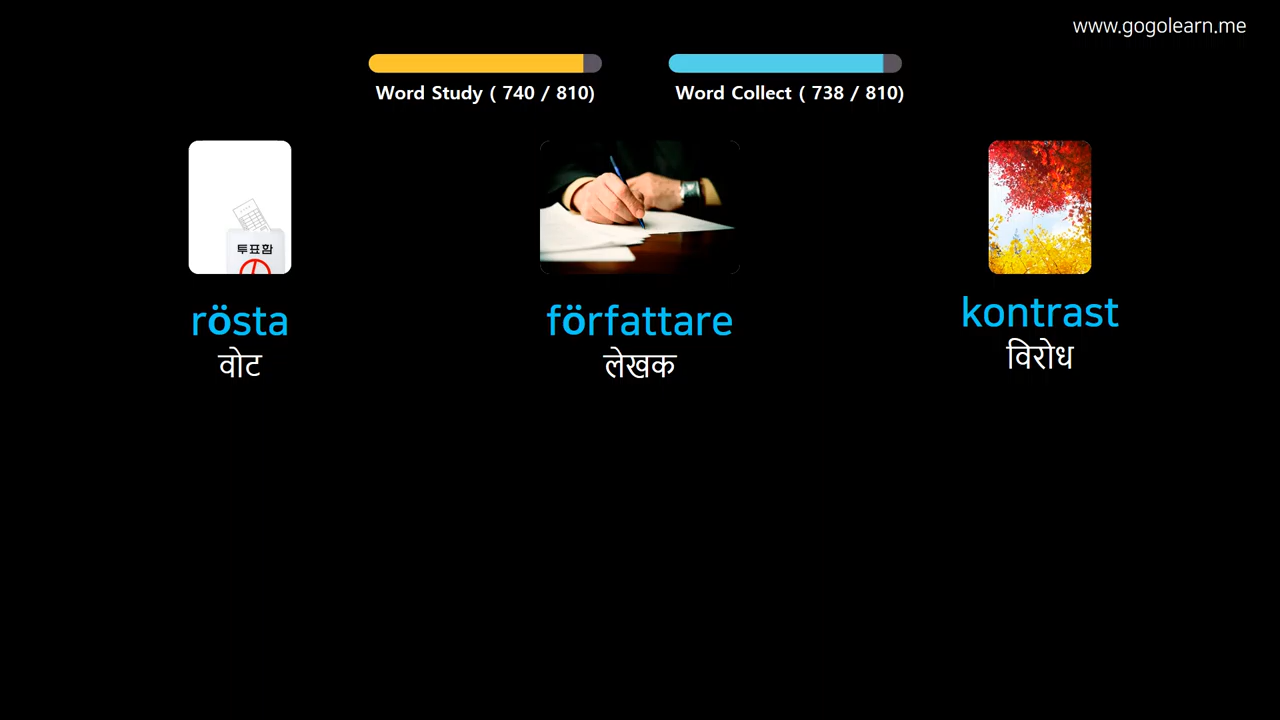 www.gogolearn.me
Word Study ( 740 / 810)
Word Collect ( 738 / 810)
투표함
rösta
वोट
författare
लेखक
kontrast
विरोध